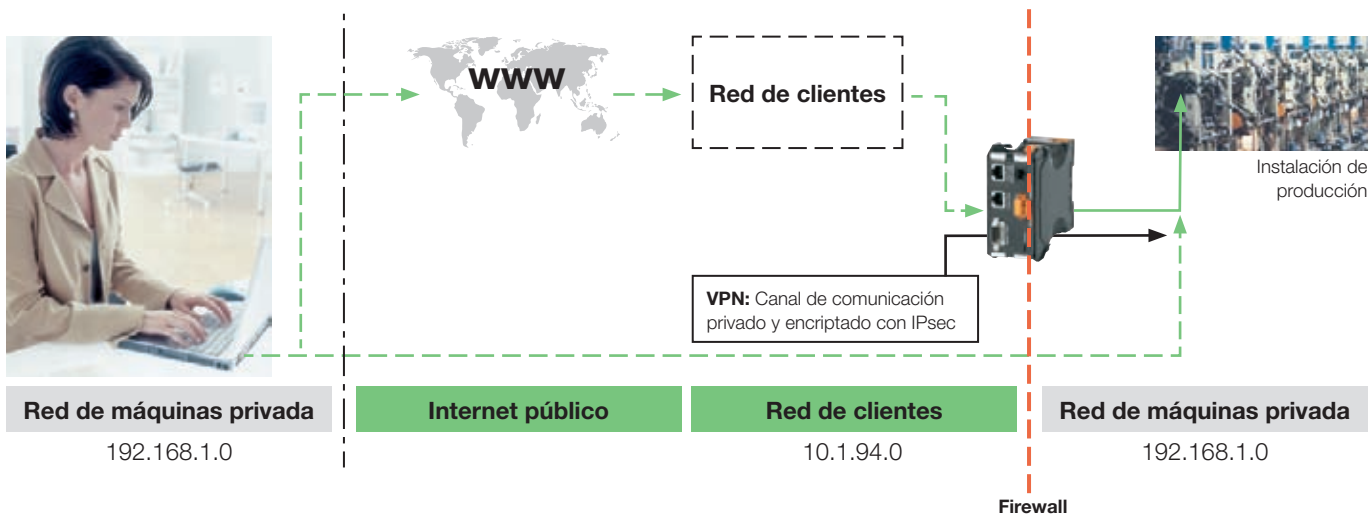 WWW
Red de clientes
Instalación de
producción
VPN: Canal de comunicación
privado y encriptado con IPsec
Red de máquinas privada
Internet público
Red de clientes
Red de máquinas privada
192.168.1.0
10.1.94.0
192.168.1.0
Firewall